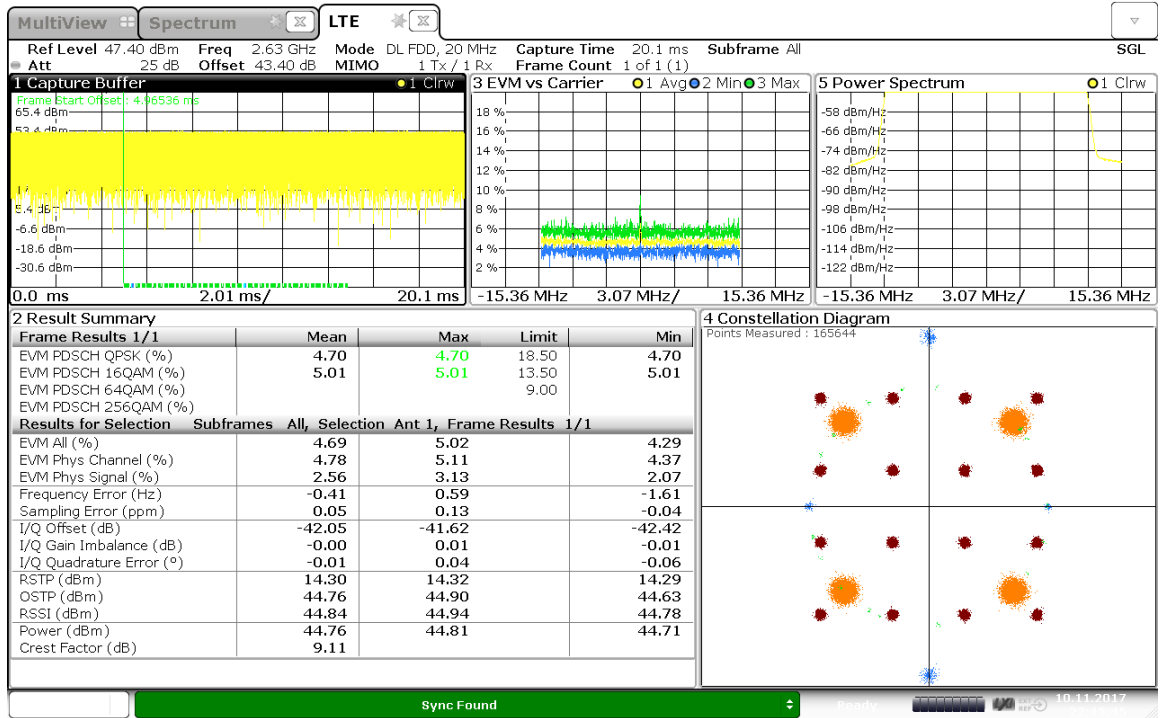 MultiView Spectrum LTE
Ref Level 47.40 dBm Freq 2.63 GHz Mode DL FDD, 20 MHz Capture Time 20.1 ms Subframe All SGL
Att 25 dB Offset 43.40 dB MIMO 1 Tx / 1 Rx Frame Count 1 of 1 (1)
1 Capture Buffer 1 Clrw
Frame Start Offset : 4.96536 ms
65.4 dBm
53.4 dBm
5.4 dBm
-6.6 dBm
-18.6 dBm
-30.6 dBm
0.0 ms 2.01 ms/ 20.1 ms
3 EVM vs Carrier 1 Avg 2 Min 3 Max
18 %
16 %
14 %
12 %
10 %
8 %
6 %
4 %
2 %
-15.36 MHz 3.07 MHz/ 15.36 MHz
5 Power Spectrum 1 Clrw
-58 dBm/Hz
-66 dBm/Hz
-74 dBm/Hz
-82 dBm/Hz
-90 dBm/Hz
-98 dBm/Hz
-106 dBm/Hz
-114 dBm/Hz
-122 dBm/Hz
-15.36 MHz 3.07 MHz/ 15.36 MHz
2 Result Summary
Frame Results 1/1 Mean Max Limit Min
EVM PDSCH QPSK (%) 4.70 4.70 18.50 4.70
EVM PDSCH 16QAM (%) 5.01 5.01 13.50 5.01
EVM PDSCH 64QAM (%) 9.00
EVM PDSCH 256QAM (%)
Results for Selection Subframes All, Selection Ant 1, Frame Results 1/1
EVM All (%) 4.69 5.02 4.29
EVM Phys Channel (%) 4.78 5.11 4.37
EVM Phys Signal (%) 2.56 3.13 2.07
Frequency Error (Hz) -0.41 0.59 -1.61
Sampling Error (ppm) 0.05 0.13 -0.04
I/Q Offset (dB) -42.05 -41.62 -42.42
I/Q Gain Imbalance (dB) -0.00 0.01 -0.01
I/Q Quadrature Error (º) -0.01 0.04 -0.06
RSTP (dBm) 14.30 14.32 14.29
OSTP (dBm) 44.76 44.90 44.63
RSSI (dBm) 44.84 44.94 44.78
Power (dBm) 44.76 44.81 44.71
Crest Factor (dB) 9.11
4 Constellation Diagram
Points Measured : 165644
Sync Found Ready LXI EXT REF 10.11.2017